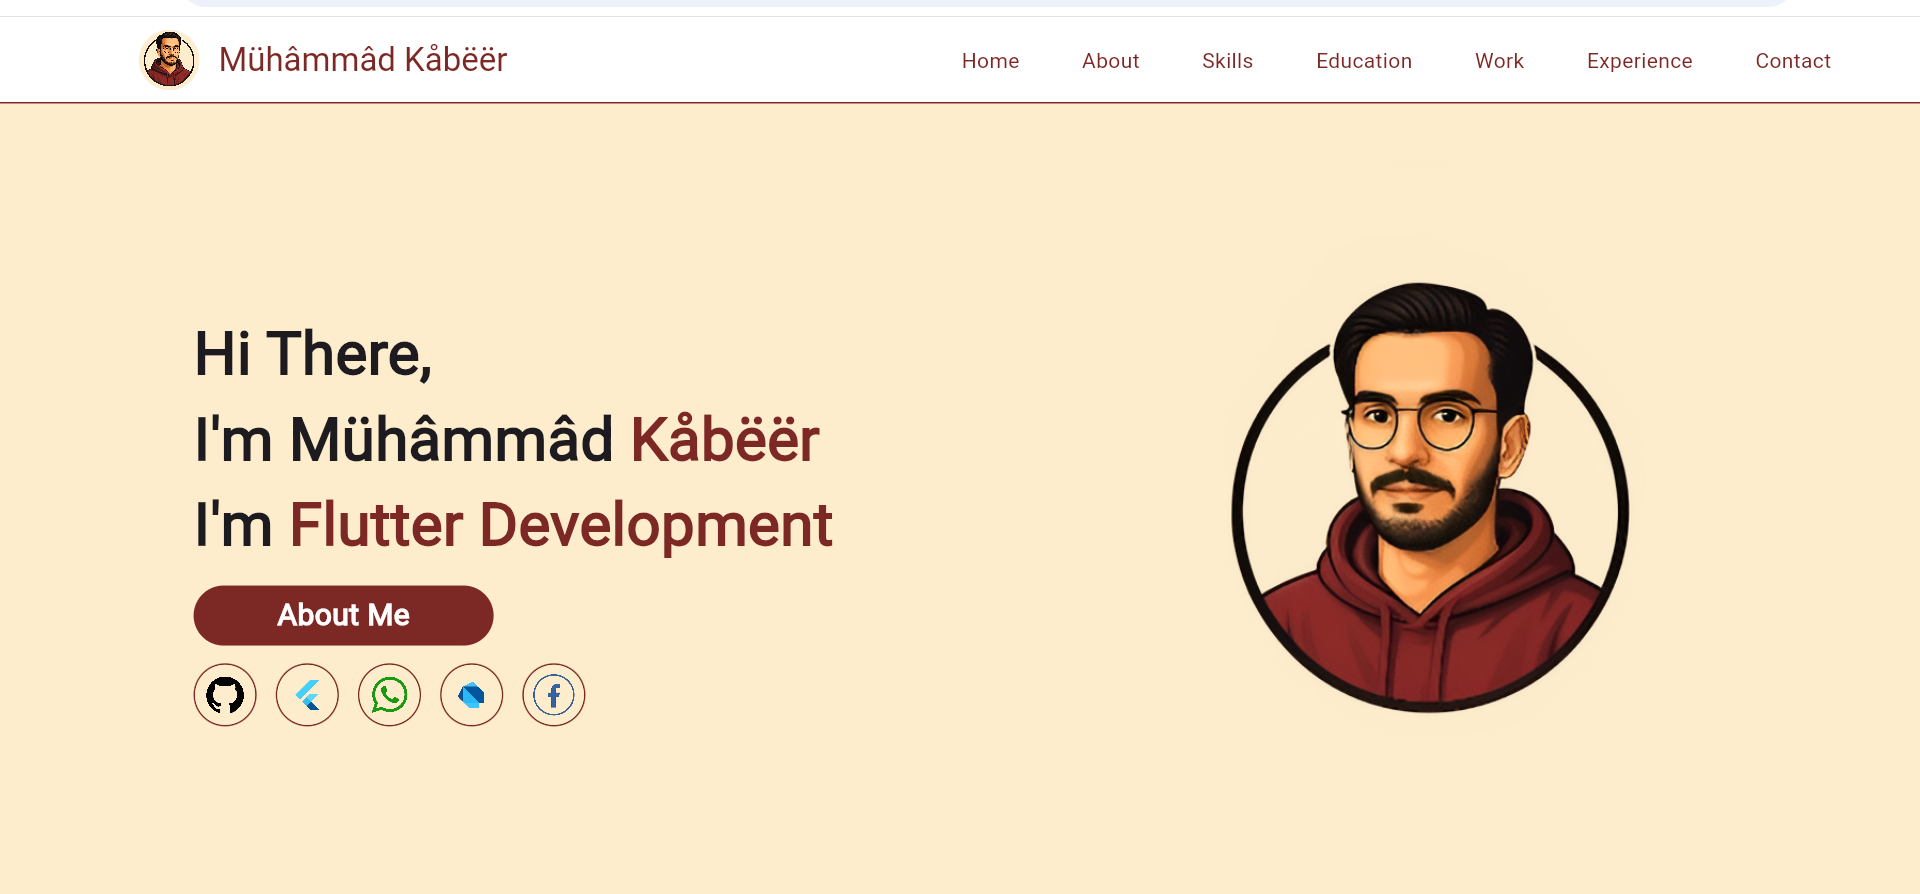 Mühâmmâd Kåbëër
Home
About
Skills
Education
Work
Experience
Contact
Hi There,
I'm Mühâmmâd Kåbëër
I'm Flutter Development
About Me